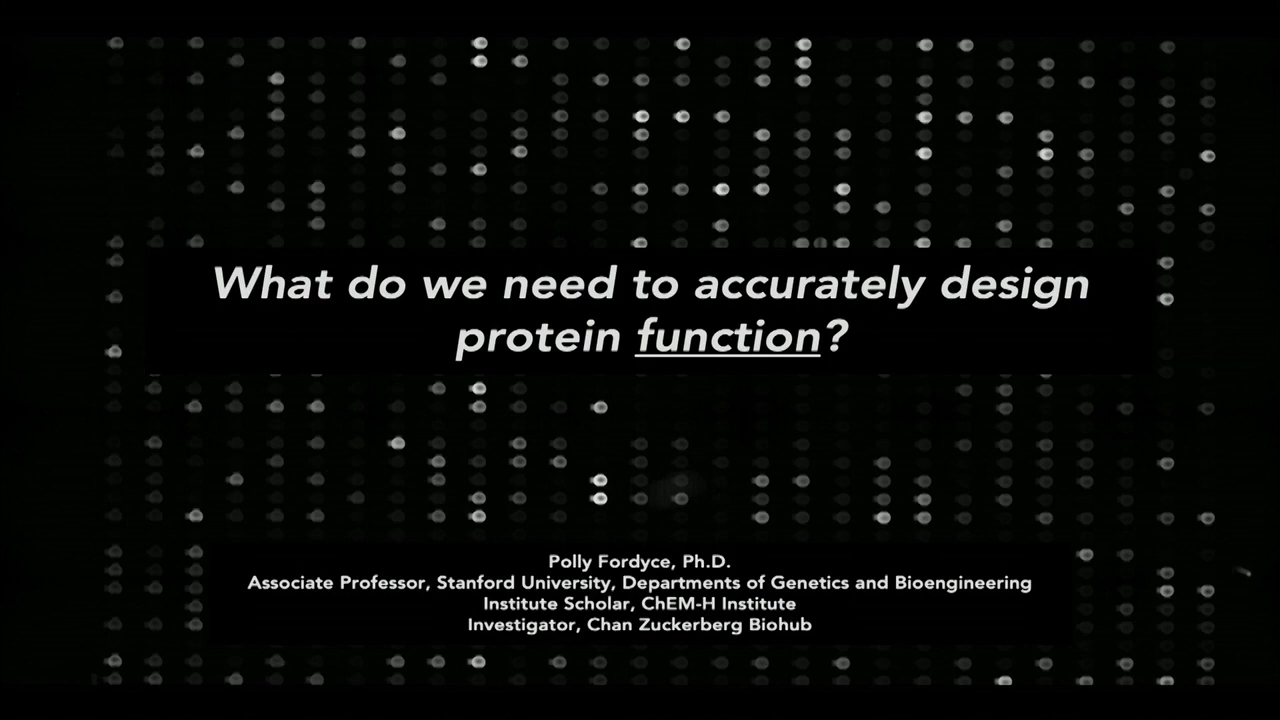 What do we need to accurately design
protein function?
Polly Fordyce, Ph.D.
Associate Professor, Stanford University, Departments of Genetics and Bioengineering
Institute Scholar, ChEM-H Institute
Investigator, Chan Zuckerberg Biohub